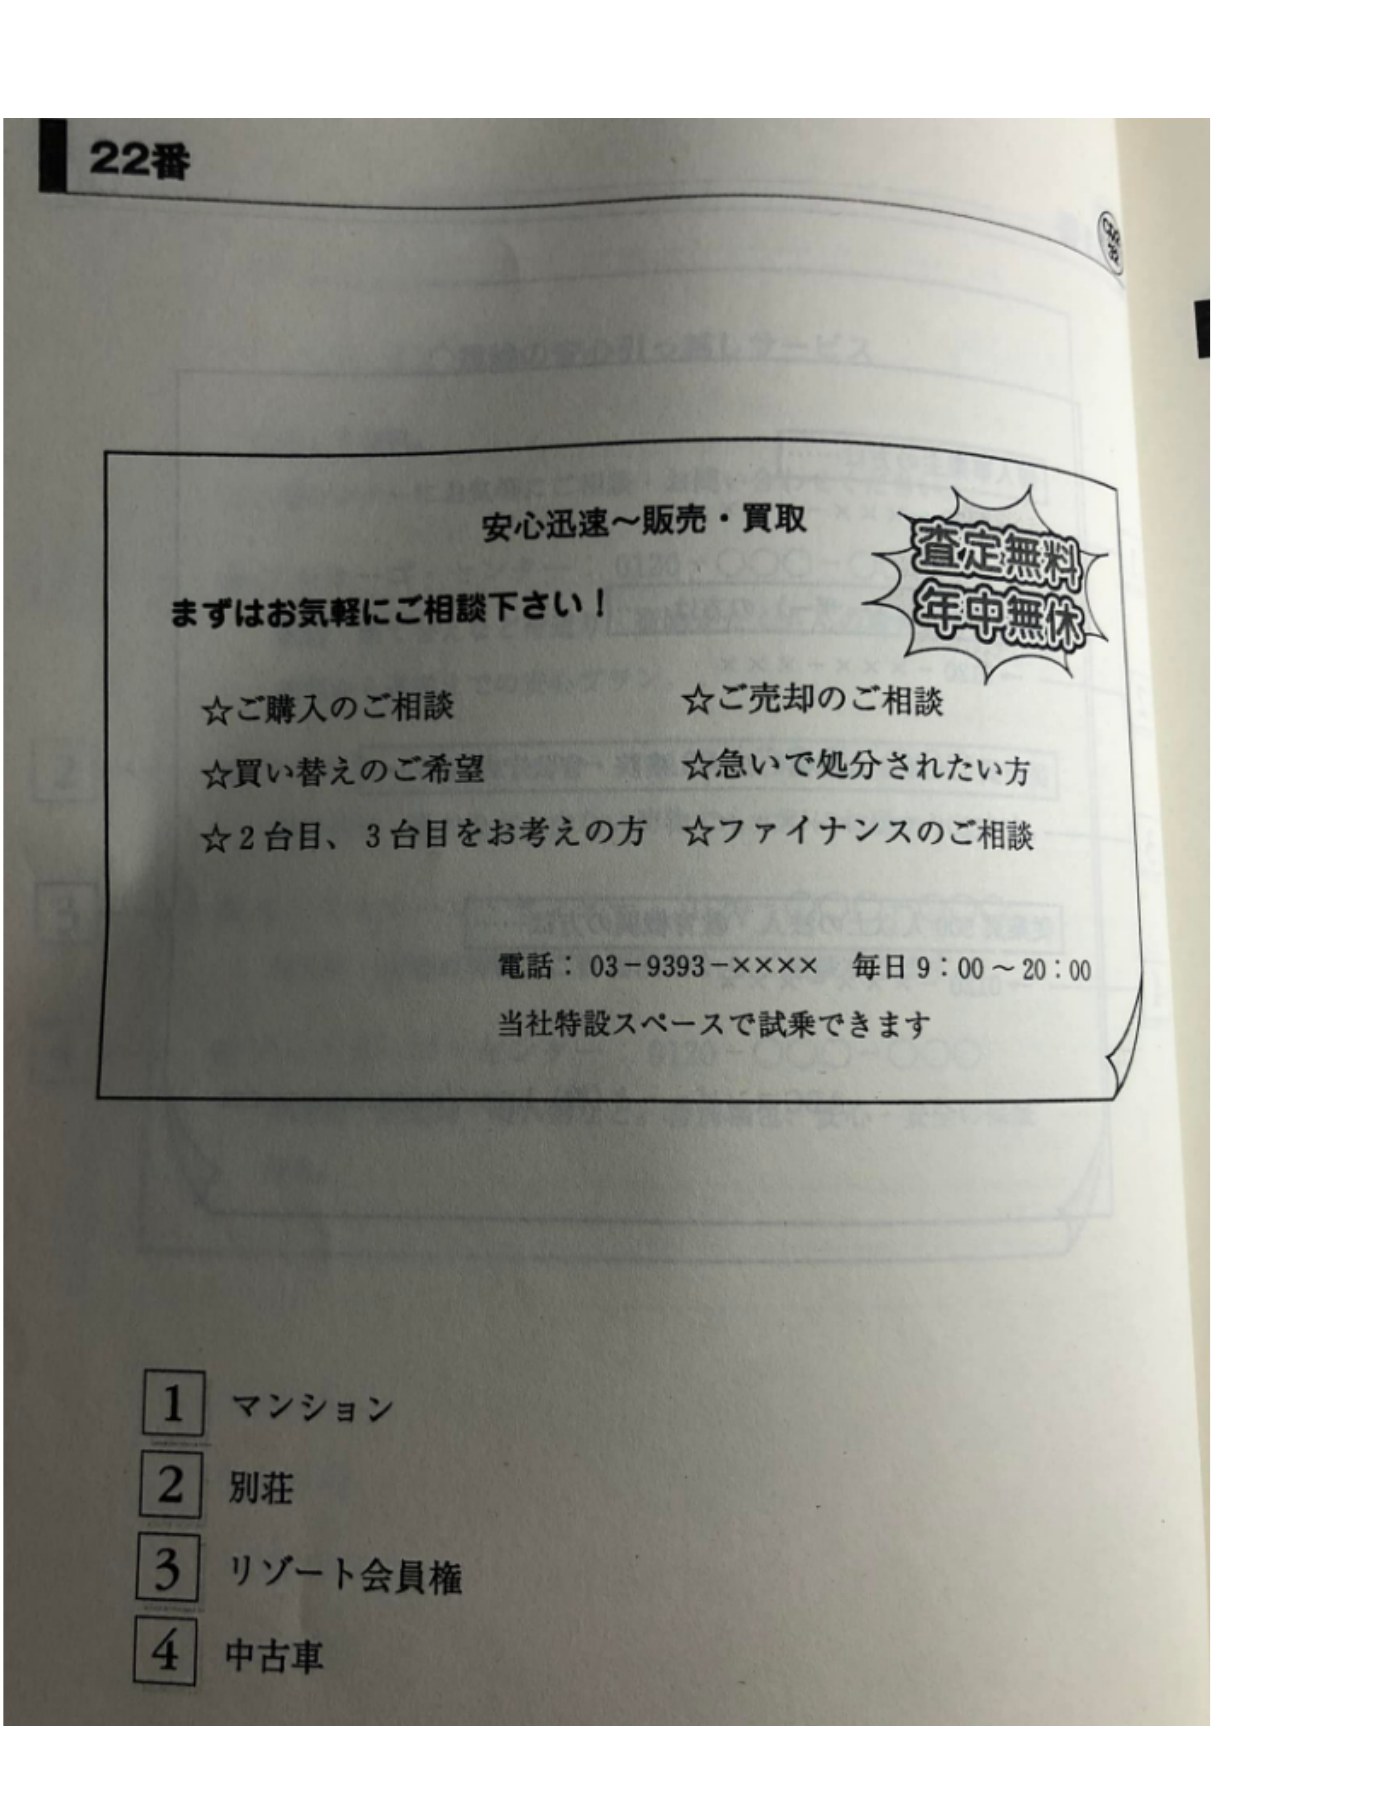 22番
安心迅速～販売・買取
査定無料
年中無休
まずはお気軽にご相談下さい！
☆ご購入のご相談 ☆ご売却のご相談
☆買い替えのご希望 ☆急いで処分されたい方
☆2台目、3台目をお考えの方 ☆ファイナンスのご相談
電話：03－9393－×××× 毎日9：00～20：00
当社特設スペースで試乗できます
1 マンション
2 別荘
3 リゾート会員権
4 中古車